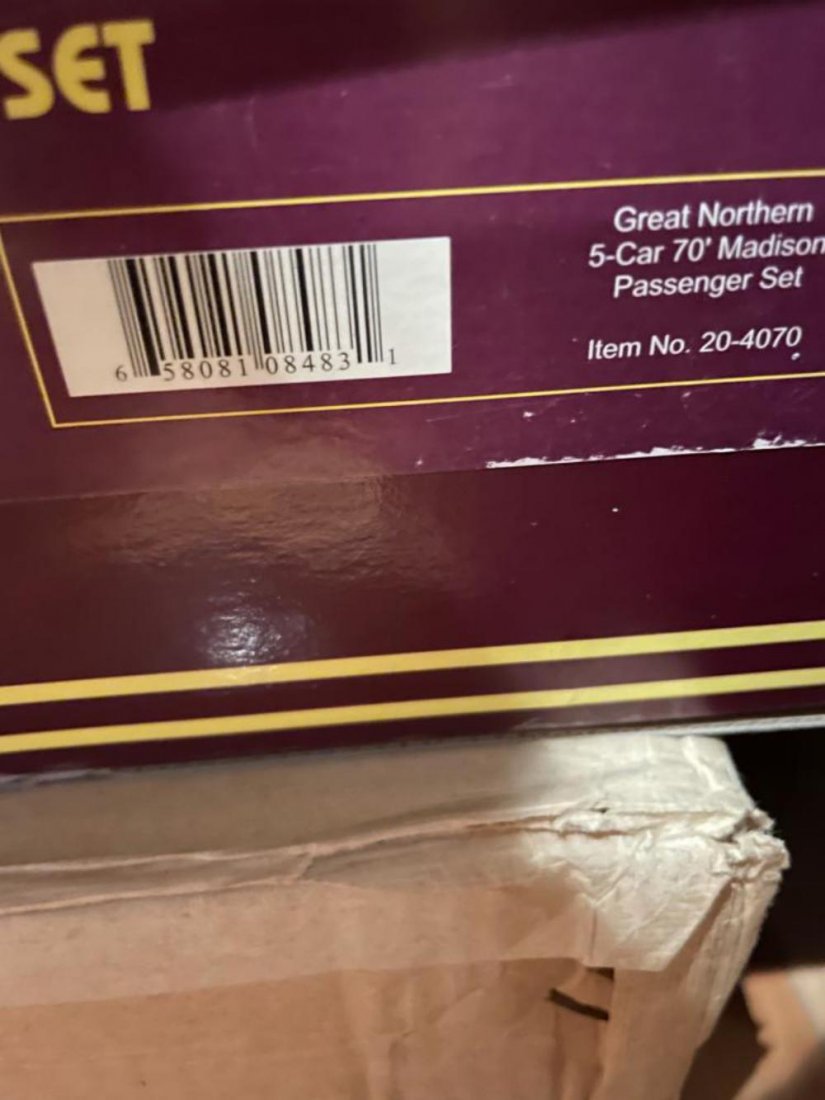 SET
Great Northern
5-Car 70' Madison
Passenger Set
Item No. 20-4070
6 58081 08483 1